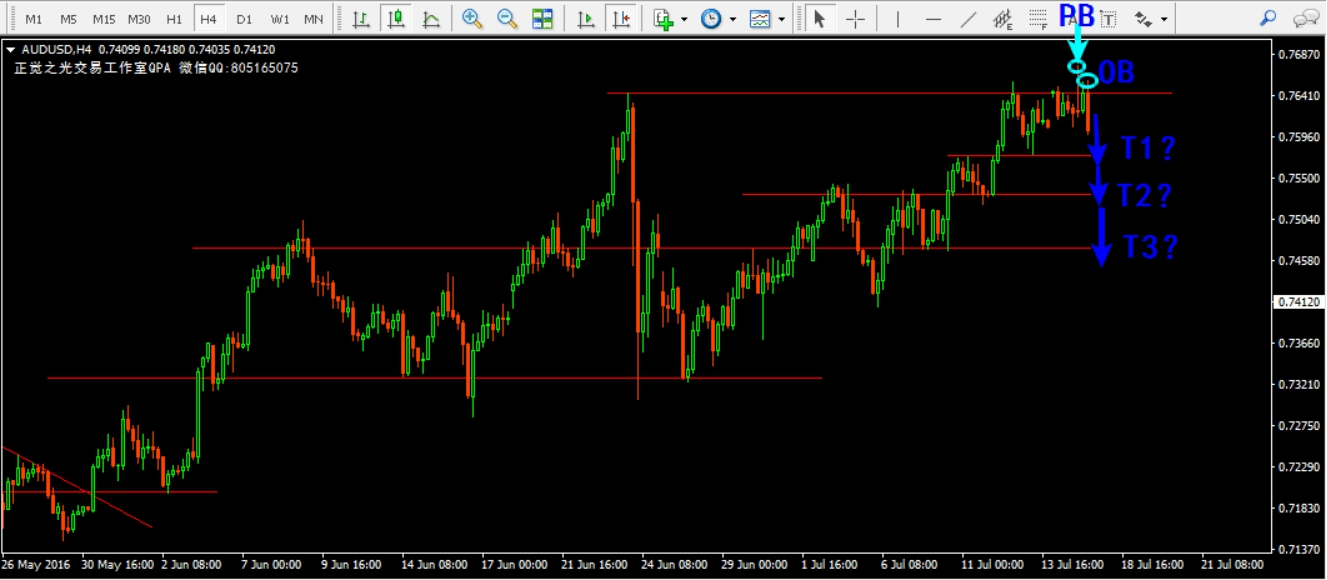 M1 M5 M15 M30 H1 H4 D1 W1 MN
PB
AUDUSD,H4 0.74099 0.74180 0.74035 0.74120
正觉之光交易工作室QPA 微信QQ:805165075
OB
T1?
T2?
T3?
0.76870
0.76410
0.75960
0.75500
0.75040
0.74580
0.74120
0.73660
0.73210
0.72750
0.72290
0.71830
0.71370
26 May 2016 30 May 16:00 2 Jun 08:00 7 Jun 00:00 9 Jun 16:00 14 Jun 08:00 17 Jun 00:00 21 Jun 16:00 24 Jun 08:00 29 Jun 00:00 1 Jul 16:00 6 Jul 08:00 11 Jul 00:00 13 Jul 16:00 18 Jul 16:00 21 Jul 08:00